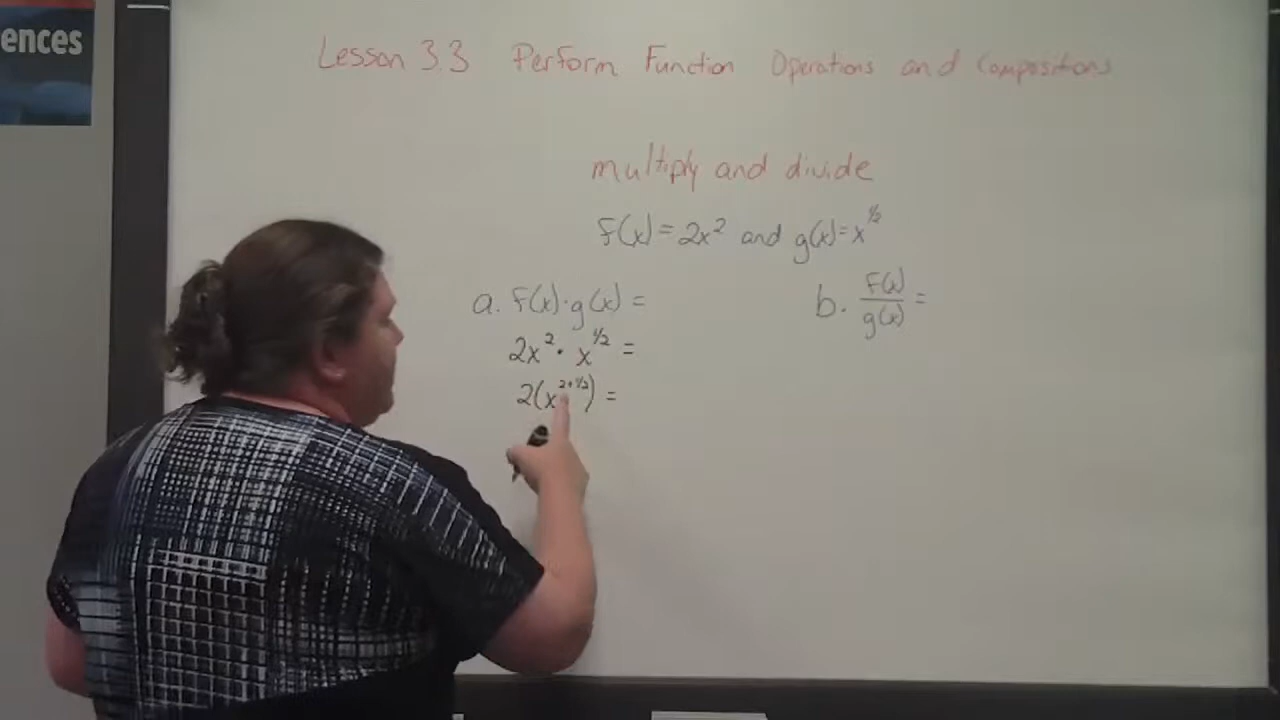 ences
Lesson 3.3 Perform Function Operations and Compositions
multiply and divide
f(x) = 2x² and g(x) = x^{1/2}
a. f(x)·g(x) =
b. f(x)/g(x) =
2x² · x^{1/2} =
2(x^{2+1/2}) =